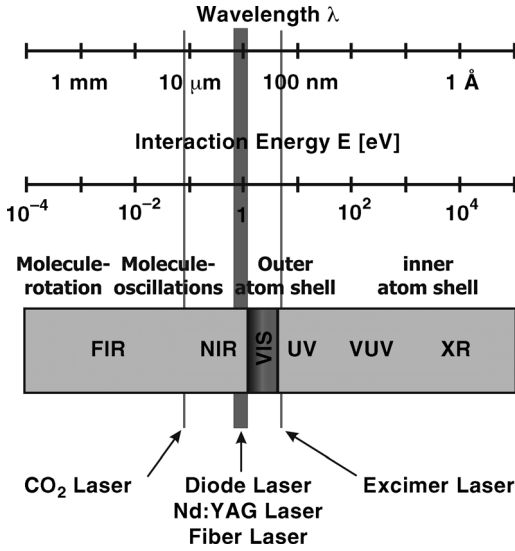 Wavelength λ
1 mm 10 μm 100 nm 1 Å
Interaction Energy E [eV]
10⁻⁴ 10⁻² 1 10² 10⁴
Molecule- Molecule- Outer inner
rotation oscillations atom shell atom shell
FIR NIR VIS UV VUV XR
CO₂ Laser Diode Laser Excimer Laser
Nd:YAG Laser
Fiber Laser